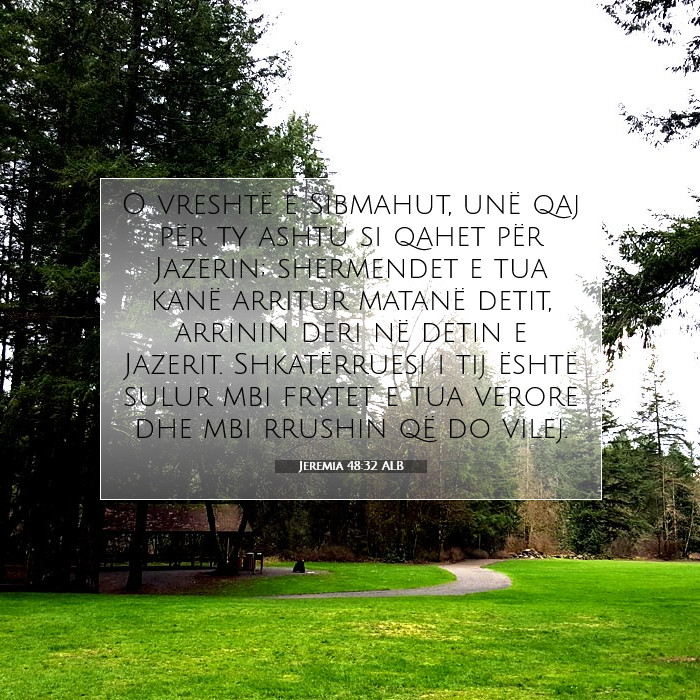 O vreshtë e Sibmahut, unë qaj
për ty ashtu si qahet për
Jazerin; shermendet e tua
kanë arritur matanë detit,
arrinin deri në detin e
Jazerit. Shkatërruesi i tij është
sulur mbi frytet e tua verore
dhe mbi rrushin që do vilej.
Jeremia 48:32 ALB